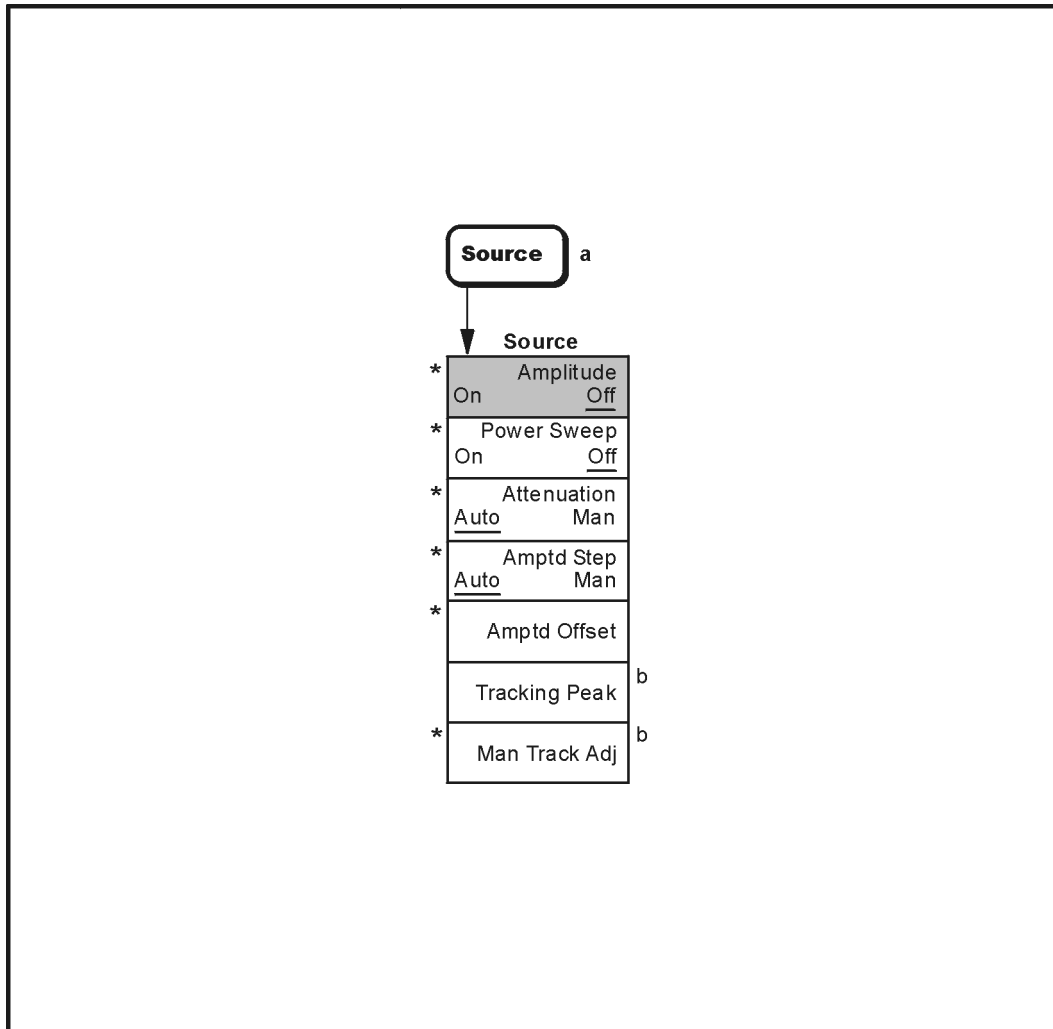 Source a
Source
* Amplitude
On Off
* Power Sweep
On Off
* Attenuation
Auto Man
* Amptd Step
Auto Man
*
Amptd Offset
b
Tracking Peak
* b
Man Track Adj